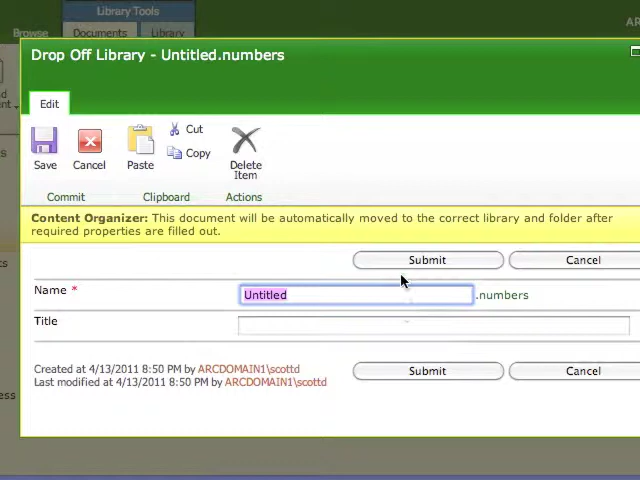 Library Tools
Browse
Documents
Library
Drop Off Library - Untitled.numbers
Edit
Save
Cancel
Paste
Cut
Copy
Delete
Item
Commit
Clipboard
Actions
Content Organizer: This document will be automatically moved to the correct library and folder after
required properties are filled out.
Submit
Cancel
Name *
Untitled
.numbers
Title
Created at 4/13/2011 8:50 PM by ARCDOMAIN1\scottd
Last modified at 4/13/2011 8:50 PM by ARCDOMAIN1\scottd
Submit
Cancel